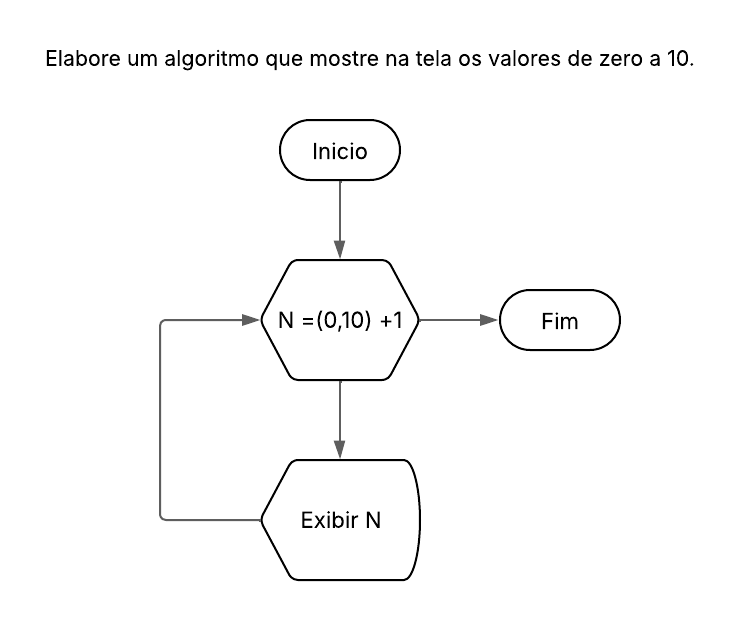 Elabore um algoritmo que mostre na tela os valores de zero a 10.
Inicio
N =(0,10) +1
Fim
Exibir N